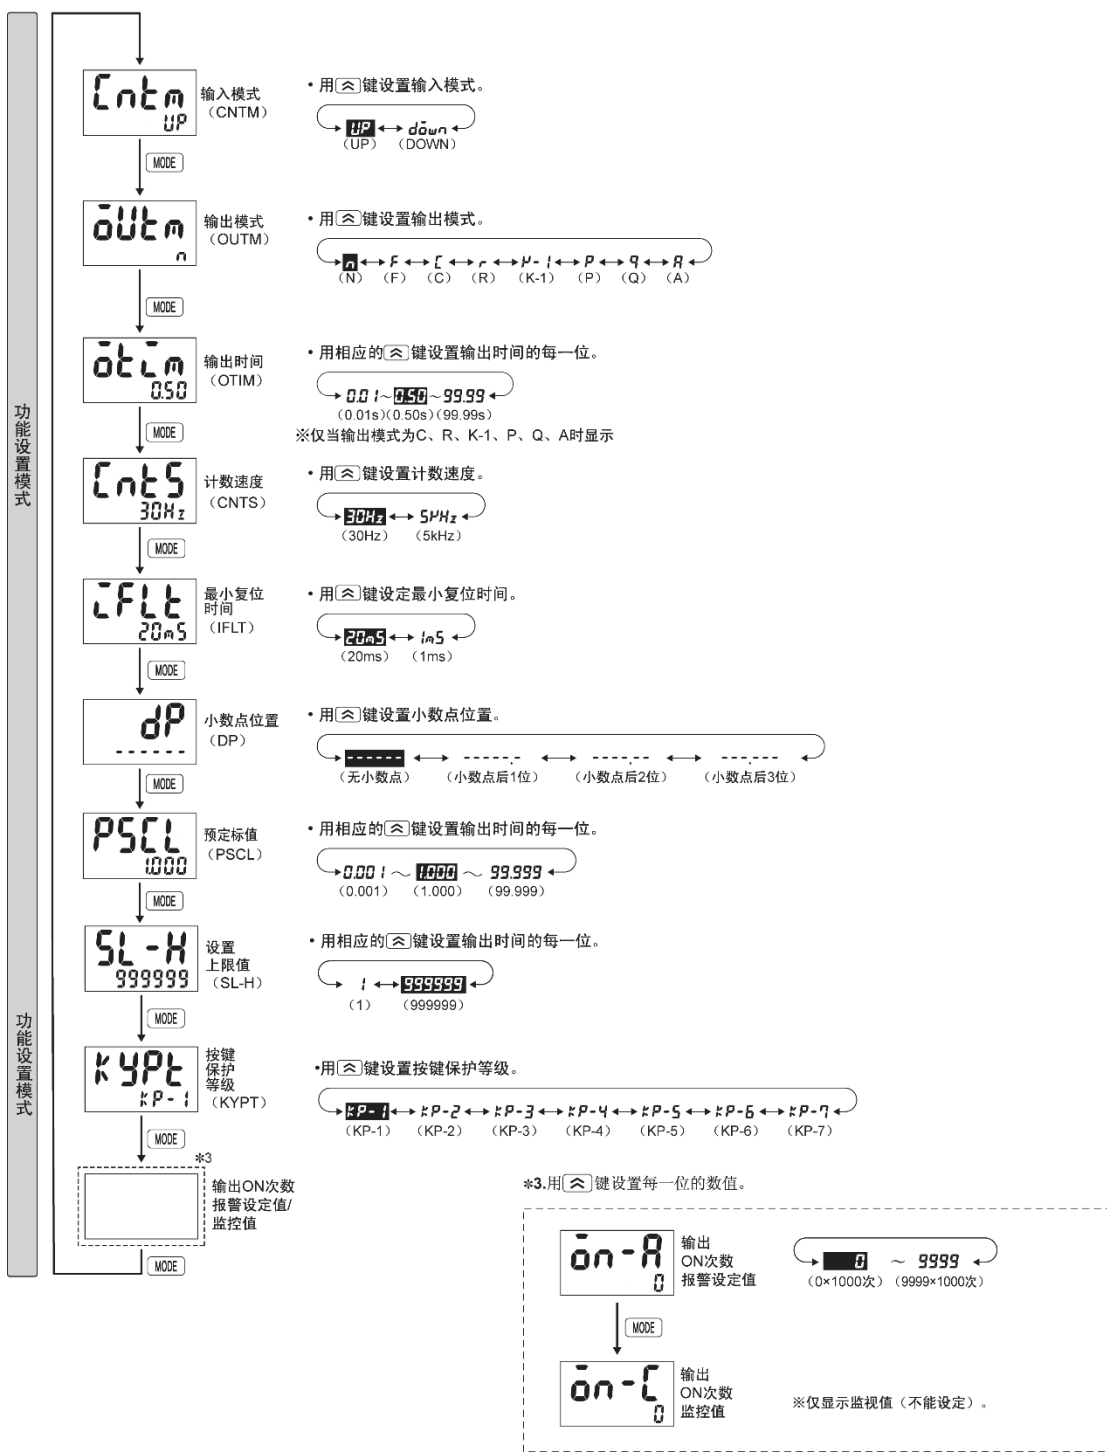 功能设置模式
Cntm
UP
输入模式
（CNTM）
• 用键设置输入模式。
UP down
（UP） （DOWN）
MODE
OUtm
n
输出模式
（OUTM）
• 用键设置输出模式。
n F C r K-1 P q A
（N） （F） （C） （R） （K-1） （P） （Q） （A）
MODE
otim
0.50
输出时间
（OTIM）
• 用相应的键设置输出时间的每一位。
0.01～0.50～99.99
（0.01s）（0.50s）（99.99s）
※仅当输出模式为C、R、K-1、P、Q、A时显示
MODE
CntS
30Hz
计数速度
（CNTS）
• 用键设置计数速度。
30Hz 5KHz
（30Hz） （5kHz）
MODE
iFLt
20mS
最小复位
时间
（IFLT）
• 用键设定最小复位时间。
20mS 1mS
（20ms） （1ms）
MODE
dP
------
小数点位置
（DP）
• 用键设置小数点位置。
------ -----.- ----.-- ---.---
（无小数点） （小数点后1位） （小数点后2位） （小数点后3位）
MODE
PSCL
1.000
预定标值
（PSCL）
• 用相应的键设置输出时间的每一位。
0.001 ～ 1.000 ～ 99.999
（0.001） （1.000） （99.999）
MODE
SL-H
999999
设置
上限值
（SL-H）
• 用相应的键设置输出时间的每一位。
1 999999
（1） （999999）
MODE
功能设置模式
KYPt
KP-1
按键
保护
等级
（KYPT）
•用键设置按键保护等级。
KP-1 KP-2 KP-3 KP-4 KP-5 KP-6 KP-7
（KP-1） （KP-2） （KP-3） （KP-4） （KP-5） （KP-6） （KP-7）
MODE
※3
输出ON次数
报警设定值/
监控值
MODE
※3.用键设置每一位的数值。
on-A
0
输出
ON次数
报警设定值
0 ～ 9999
（0×1000次） （9999×1000次）
MODE
on-C
0
输出
ON次数
监控值
※仅显示监视值（不能设定）。